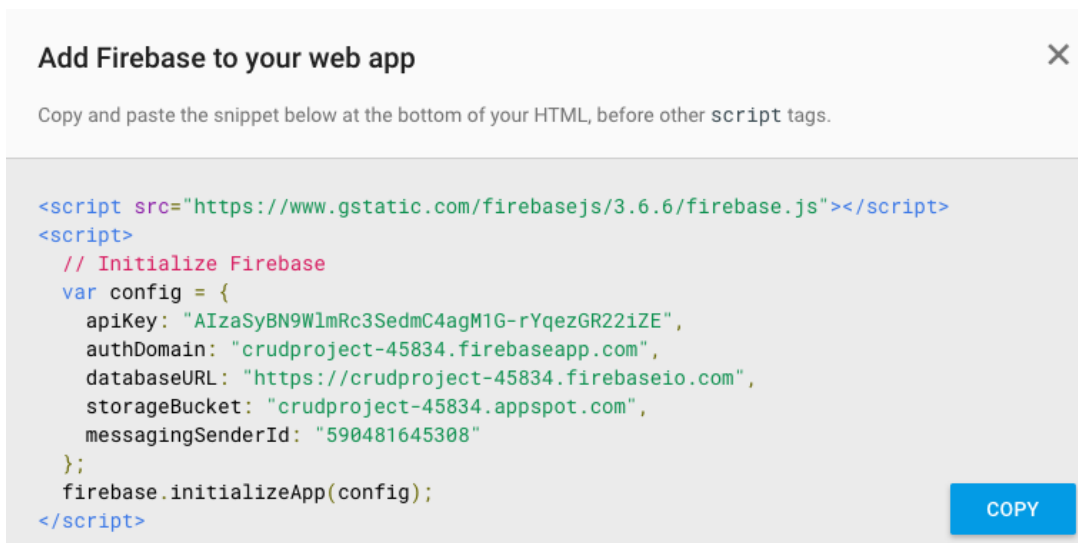 Add Firebase to your web app
Copy and paste the snippet below at the bottom of your HTML, before other script tags.
<script src="https://www.gstatic.com/firebasejs/3.6.6/firebase.js"></script>
<script>
// Initialize Firebase
var config = {
apiKey: "AIzaSyBN9WlmRc3SedmC4agM1G-rYqezGR22iZE",
authDomain: "crudproject-45834.firebaseapp.com",
databaseURL: "https://crudproject-45834.firebaseio.com",
storageBucket: "crudproject-45834.appspot.com",
messagingSenderId: "590481645308"
};
firebase.initializeApp(config);
</script>
COPY